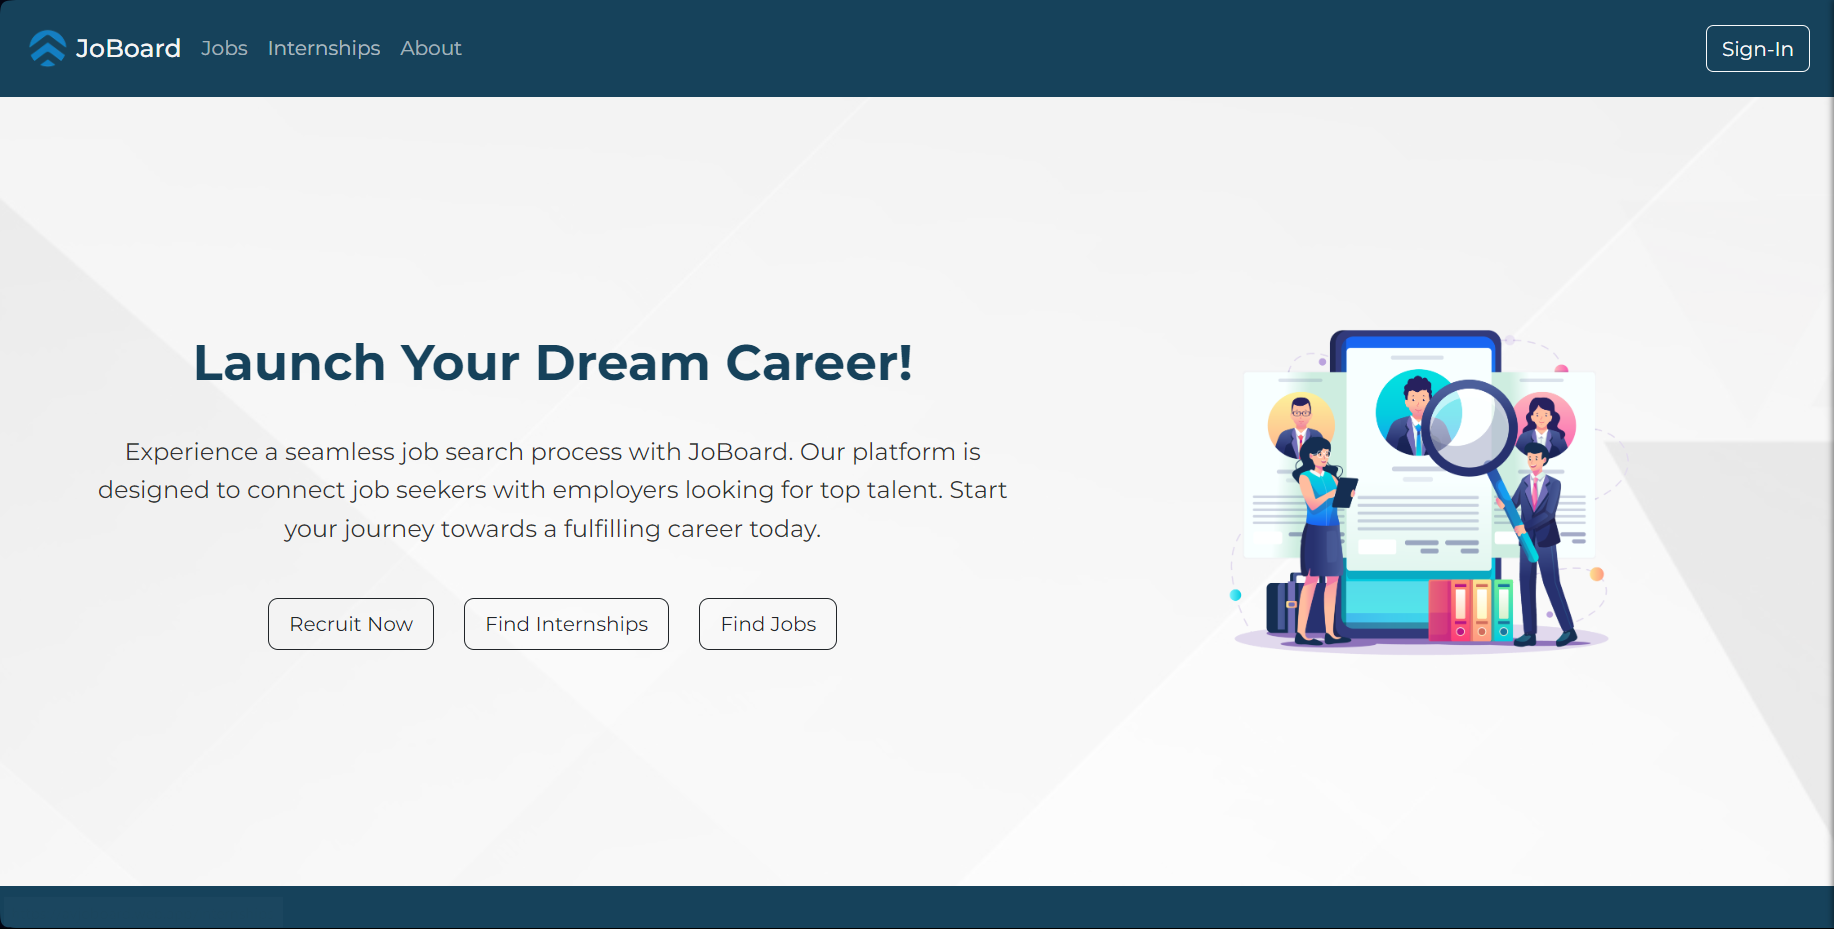 JoBoard Jobs Internships About Sign-In
Launch Your Dream Career!
Experience a seamless job search process with JoBoard. Our platform is
designed to connect job seekers with employers looking for top talent. Start
your journey towards a fulfilling career today.
Recruit Now Find Internships Find Jobs